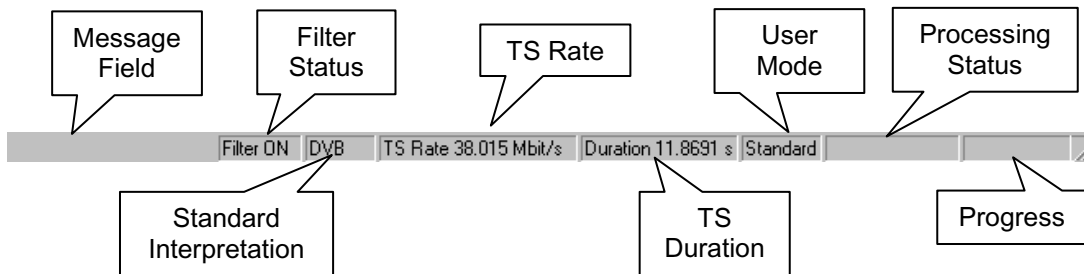 Message
Field
Filter
Status
TS Rate
User
Mode
Processing
Status
Filter ON DVB TS Rate 38.015 Mbit/s Duration 11.8691 s Standard
Standard
Interpretation
TS
Duration
Progress